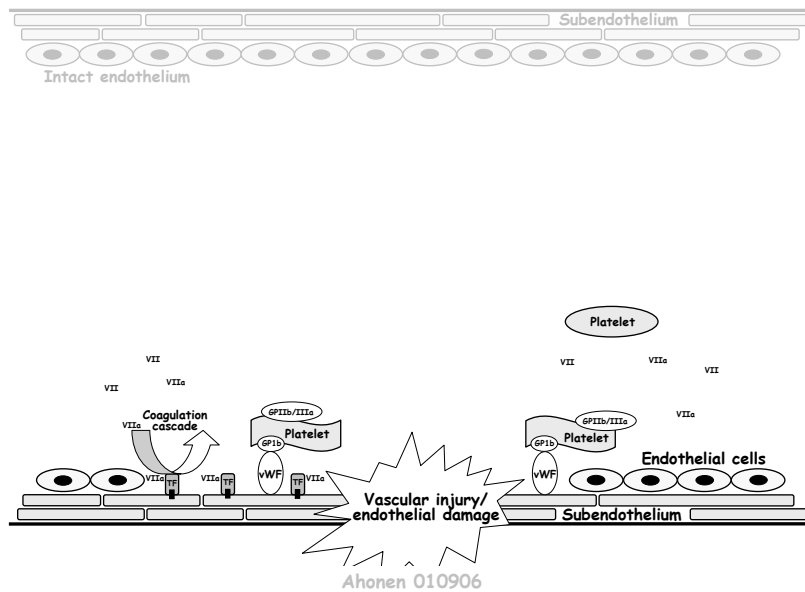 Subendothelium
Intact endothelium
Platelet
VII
VIIa
VII
VII
VIIa
VII
VIIa
VIIa
Coagulation
cascade
GPIIb/IIIa
Platelet
GP1b
GPIIb/IIIa
Platelet
GP1b
Endothelial cells
VIIa
TF
VIIa
TF
vWF
TF
VIIa
vWF
Vascular injury/
endothelial damage
Subendothelium
Ahonen 010906